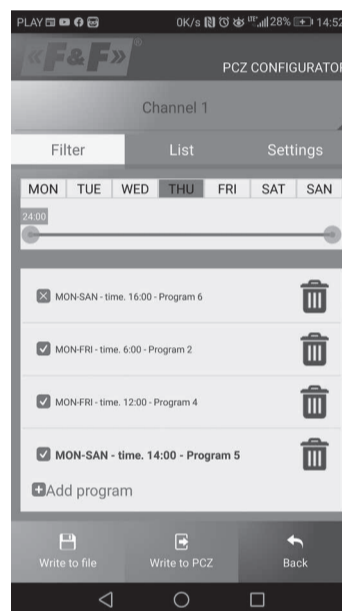 PLAY 0K/s 28% 14:52
«F&F»®
PCZ CONFIGURATOR
Channel 1
Filter List Settings
MON TUE WED THU FRI SAT SAN
24:00
MON-SAN - time. 16:00 - Program 6
MON-FRI - time. 6:00 - Program 2
MON-FRI - time. 12:00 - Program 4
MON-SAN - time. 14:00 - Program 5
Add program
Write to file Write to PCZ Back